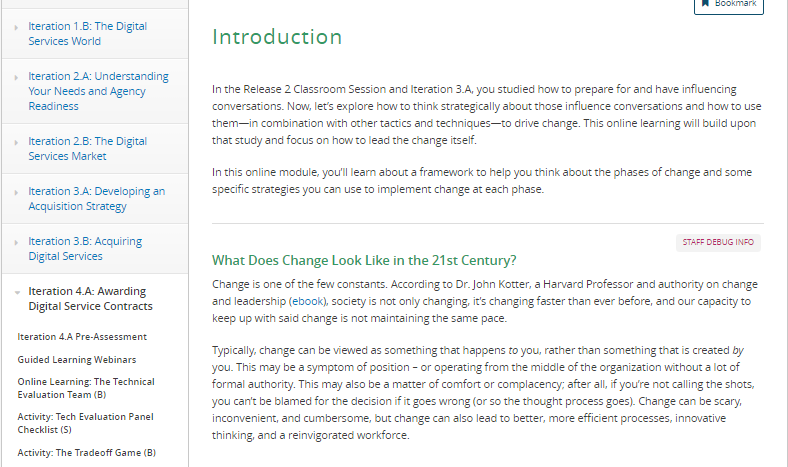 Iteration 1.B: The Digital
Services World
Iteration 2.A: Understanding
Your Needs and Agency
Readiness
Iteration 2.B: The Digital
Services Market
Iteration 3.A: Developing an
Acquisition Strategy
Iteration 3.B: Acquiring
Digital Services
Iteration 4.A: Awarding
Digital Service Contracts
Iteration 4.A Pre-Assessment
Guided Learning Webinars
Online Learning: The Technical
Evaluation Team (B)
Activity: Tech Evaluation Panel
Checklist (S)
Activity: The Tradeoff Game (B)
Bookmark
Introduction
In the Release 2 Classroom Session and Iteration 3.A, you studied how to prepare for and have influencing
conversations. Now, let's explore how to think strategically about those influence conversations and how to use
them—in combination with other tactics and techniques—to drive change. This online learning will build upon
that study and focus on how to lead the change itself.
In this online module, you'll learn about a framework to help you think about the phases of change and some
specific strategies you can use to implement change at each phase.
STAFF DEBUG INFO
What Does Change Look Like in the 21st Century?
Change is one of the few constants. According to Dr. John Kotter, a Harvard Professor and authority on change
and leadership (ebook), society is not only changing, it's changing faster than ever before, and our capacity to
keep up with said change is not maintaining the same pace.
Typically, change can be viewed as something that happens to you, rather than something that is created by
you. This may be a symptom of position – or operating from the middle of the organization without a lot of
formal authority. This may also be a matter of comfort or complacency; after all, if you're not calling the shots,
you can't be blamed for the decision if it goes wrong (or so the thought process goes). Change can be scary,
inconvenient, and cumbersome, but change can also lead to better, more efficient processes, innovative
thinking, and a reinvigorated workforce.